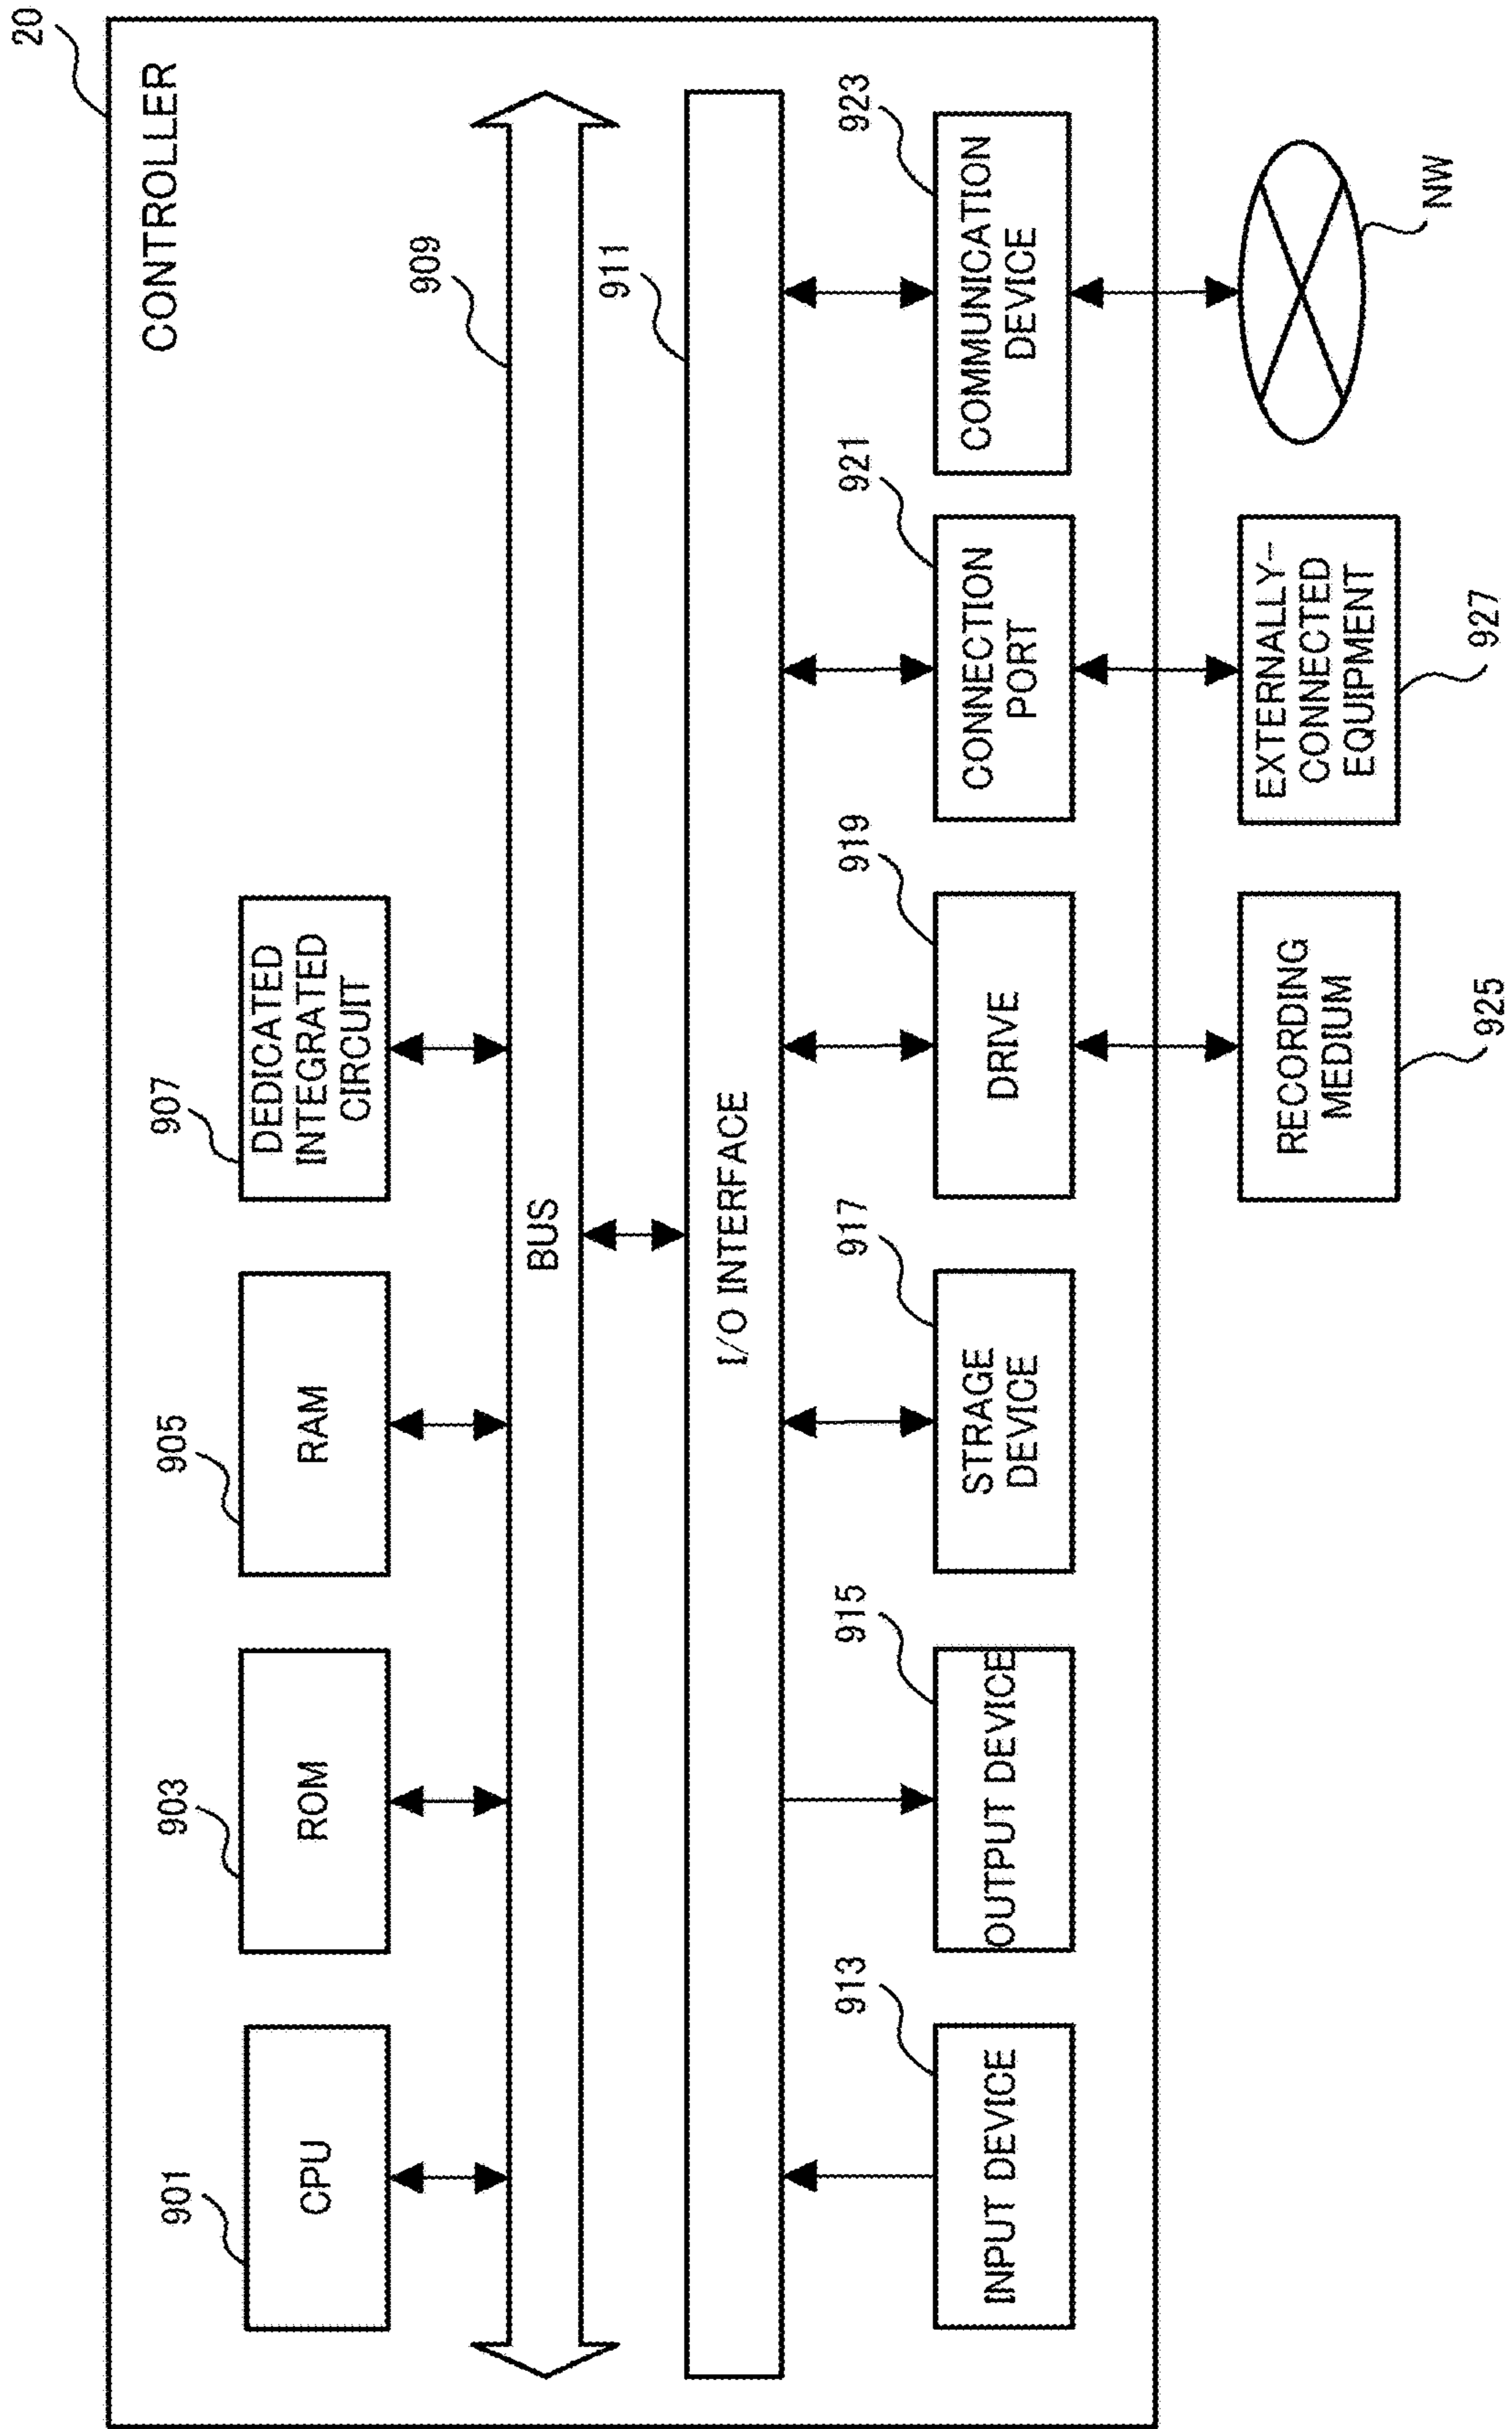 20
CONTROLLER
901
CPU
903
ROM
905
RAM
907
DEDICATED
INTEGRATED
CIRCUIT
909
BUS
911
I/O INTERFACE
913
INPUT DEVICE
915
OUTPUT DEVICE
917
STRAGE
DEVICE
919
DRIVE
921
CONNECTION
PORT
923
COMMUNICATION
DEVICE
RECORDING
MEDIUM
925
EXTERNALLY-
CONNECTED
EQUIPMENT
927
NW